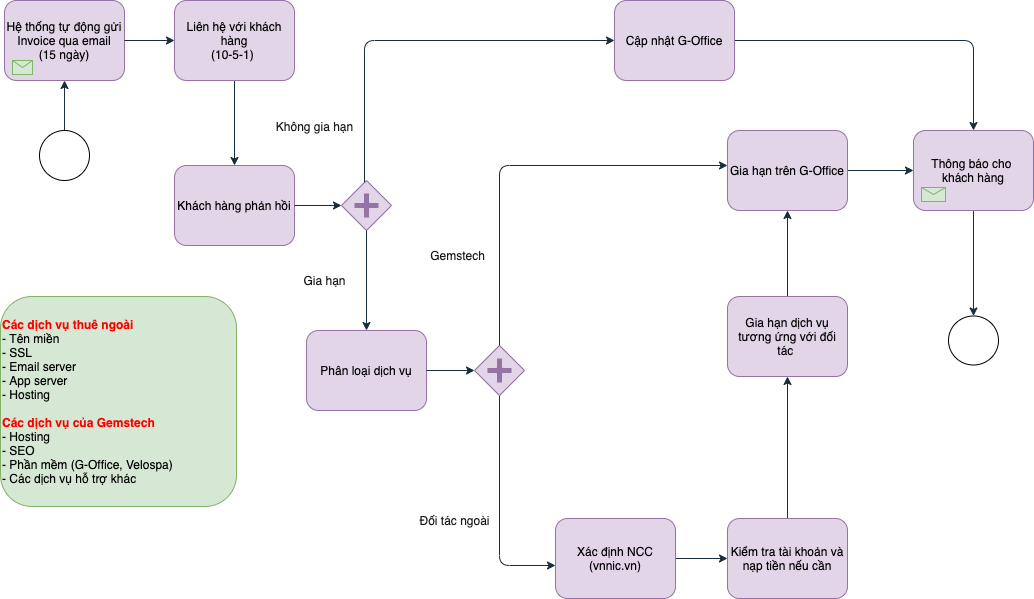 Hệ thống tự động gửi
Invoice qua email
(15 ngày)
Liên hệ với khách
hàng
(10-5-1)
Cập nhật G-Office
Không gia hạn
Gia hạn trên G-Office
Thông báo cho
khách hàng
Khách hàng phản hồi
Gemstech
Gia hạn
Các dịch vụ thuê ngoài
- Tên miền
- SSL
- Email server
- App server
- Hosting
Các dịch vụ của Gemstech
- Hosting
- SEO
- Phần mềm (G-Office, Velospa)
- Các dịch vụ hỗ trợ khác
Phân loại dịch vụ
Gia hạn dịch vụ
tương ứng với đối
tác
Đối tác ngoài
Xác định NCC
(vnnic.vn)
Kiểm tra tài khoản và
nạp tiền nếu cần